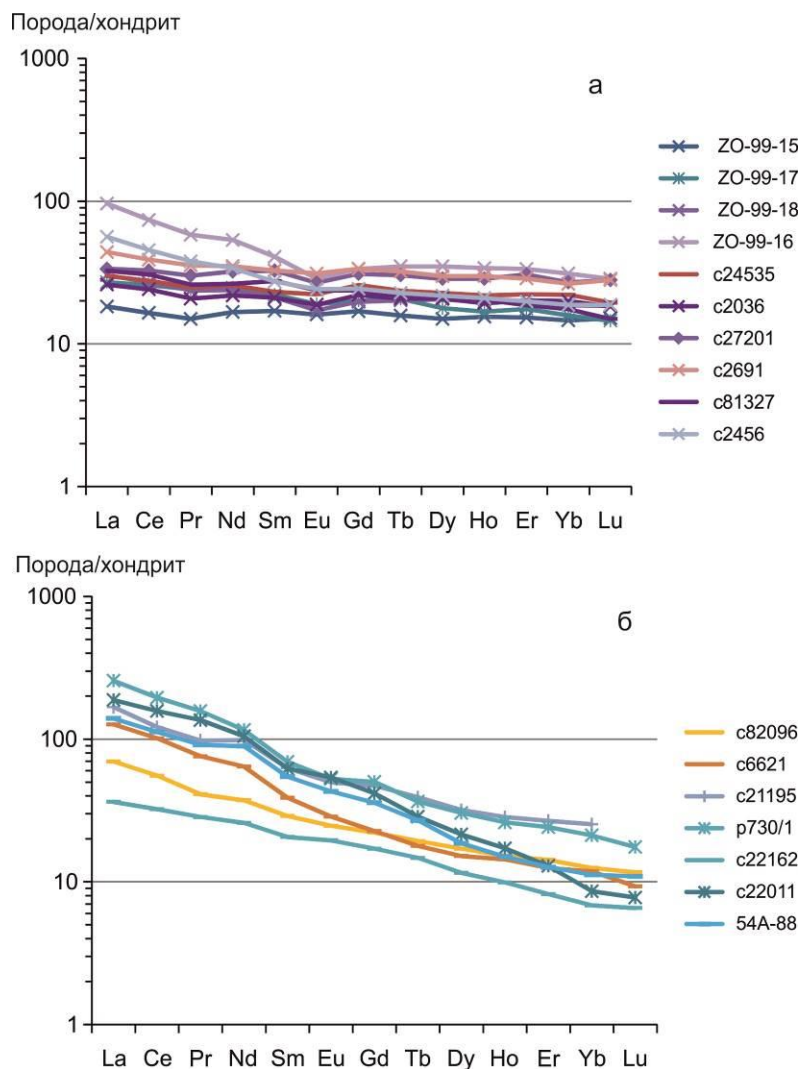 Порода/хондрит
1000
а
100
10
1
La Ce Pr Nd Sm Eu Gd Tb Dy Ho Er Yb Lu
ZO-99-15
ZO-99-17
ZO-99-18
ZO-99-16
c24535
c2036
c27201
c2691
c81327
c2456
Порода/хондрит
1000
б
100
10
1
La Ce Pr Nd Sm Eu Gd Tb Dy Ho Er Yb Lu
c82096
c6621
c21195
p730/1
c22162
c22011
54A-88